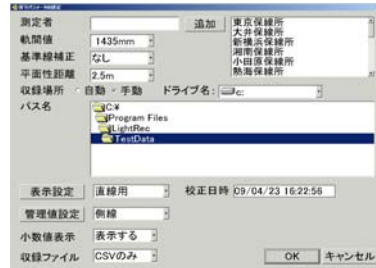 測定者 追加
東京保線所
大井保線所
新横浜保線所
湘南保線所
小田原保線所
熱海保線所
軌間値 1435mm
基準線補正 なし
平面性距離 2.5m
収録場所 自動 手動 ドライブ名: c:
パス名
C:¥
Program Files
LightRec
TestData
表示設定 直線用 校正日時 09/04/23 16:22:56
管理値設定 側線
小数値表示 表示する
収録ファイル CSVのみ OK キャンセル